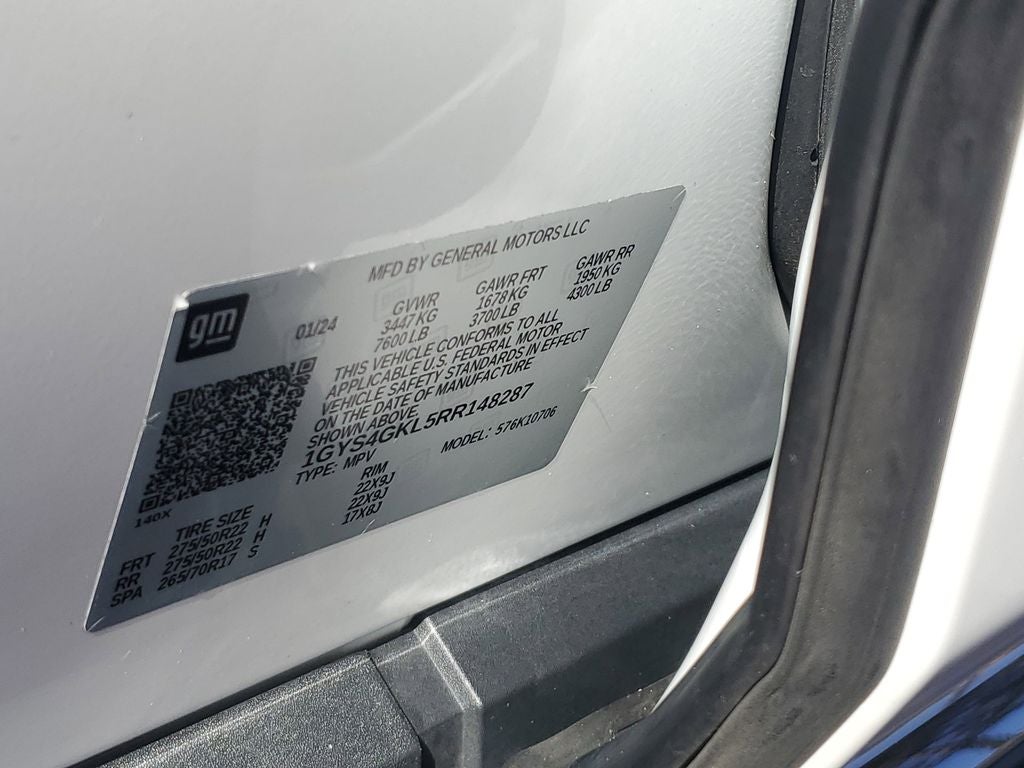 MFD BY GENERAL MOTORS LLC
gm
01/24
GVWR GAWR FRT GAWR RR
3447 KG 1678 KG 1950 KG
7600 LB 3700 LB 4300 LB
THIS VEHICLE CONFORMS TO ALL
APPLICABLE U.S. FEDERAL MOTOR
VEHICLE SAFETY STANDARDS IN EFFECT
ON THE DATE OF MANUFACTURE
SHOWN ABOVE.
1GYS4GKL5RR148287
TYPE: MPV MODEL: 576K10706
140X
TIRE SIZE RIM
FRT 275/50R22 H 22X9J
RR 275/50R22 H 22X9J
SPA 265/70R17 S 17X8J